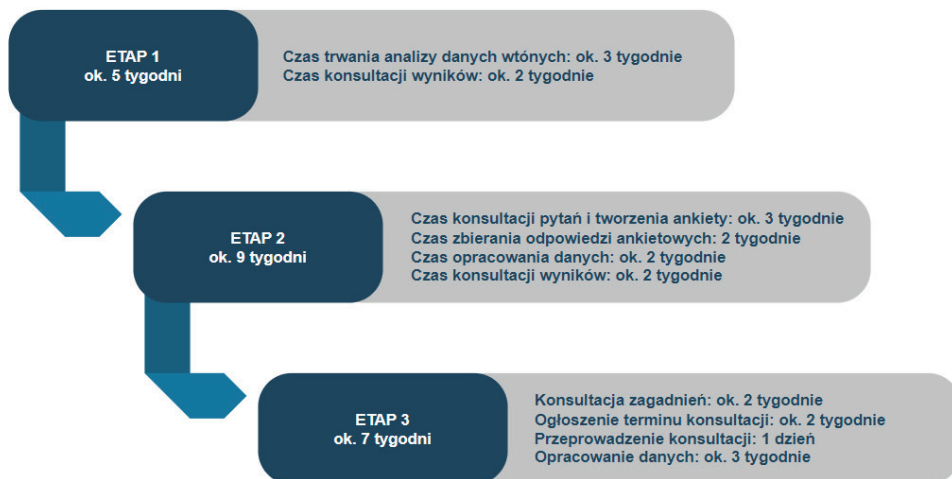 ETAP 1
ok. 5 tygodni
Czas trwania analizy danych wtónych: ok. 3 tygodnie
Czas konsultacji wyników: ok. 2 tygodnie
ETAP 2
ok. 9 tygodni
Czas konsultacji pytań i tworzenia ankiety: ok. 3 tygodnie
Czas zbierania odpowiedzi ankietowych: 2 tygodnie
Czas opracowania danych: ok. 2 tygodnie
Czas konsultacji wyników: ok. 2 tygodnie
ETAP 3
ok. 7 tygodni
Konsultacja zagadnień: ok. 2 tygodnie
Ogłoszenie terminu konsultacji: ok. 2 tygodnie
Przeprowadzenie konsultacji: 1 dzień
Opracowanie danych: ok. 3 tygodnie